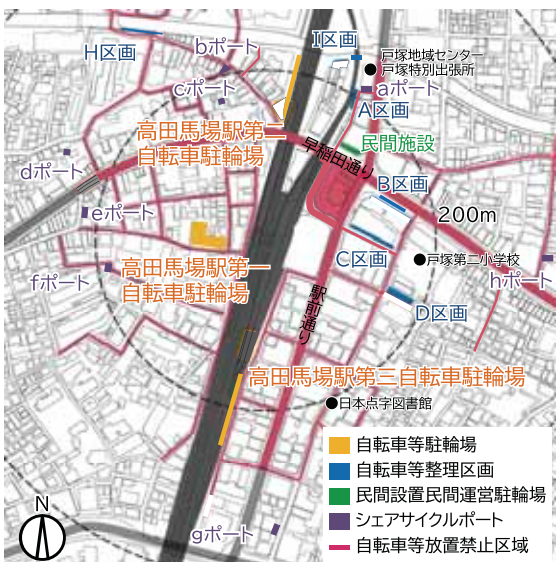 H区画
bポート
I区画
戸塚地域センター
戸塚特別出張所
cポート
aポート
A区画
高田馬場駅第二
自転車駐輪場
早稲田通り
民間施設
dポート
B区画
eポート
200m
C区画
戸塚第二小学校
fポート
高田馬場駅第一
自転車駐輪場
hポート
駅前通り
D区画
高田馬場駅第三自転車駐輪場
日本点字図書館
gポート
N
自転車等駐輪場
自転車等整理区画
民間設置民間運営駐輪場
シェアサイクルポート
自転車等放置禁止区域